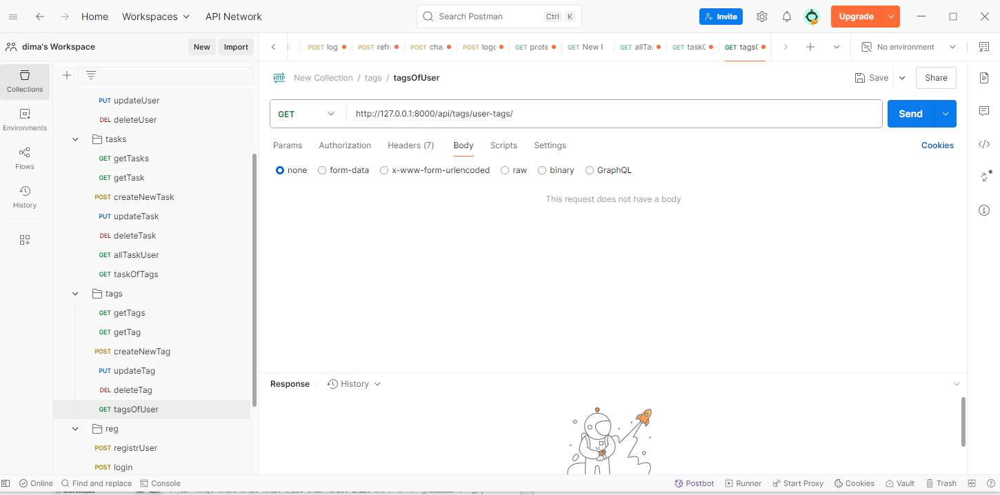 Home Workspaces API Network Search Postman Ctrl K Invite Upgrade
dima's Workspace New Import POST log POST refr POST cha POST logo GET prote GET New F GET allTas GET taskC GET tagsC No environment
Collections
Environments
Flows
History
PUT updateUser
DEL deleteUser
tasks
GET getTasks
GET getTask
POST createNewTask
PUT updateTask
DEL deleteTask
GET allTaskUser
GET taskOfTags
tags
GET getTags
GET getTag
POST createNewTag
PUT updateTag
DEL deleteTag
GET tagsOfUser
reg
POST registrUser
POST login
HTTP New Collection / tags / tagsOfUser Save Share
GET http://127.0.0.1:8000/api/tags/user-tags/ Send
Params Authorization Headers (7) Body Scripts Settings Cookies
none form-data x-www-form-urlencoded raw binary GraphQL
This request does not have a body
Response History
Online Find and replace Console Postbot Runner Start Proxy Cookies Vault Trash